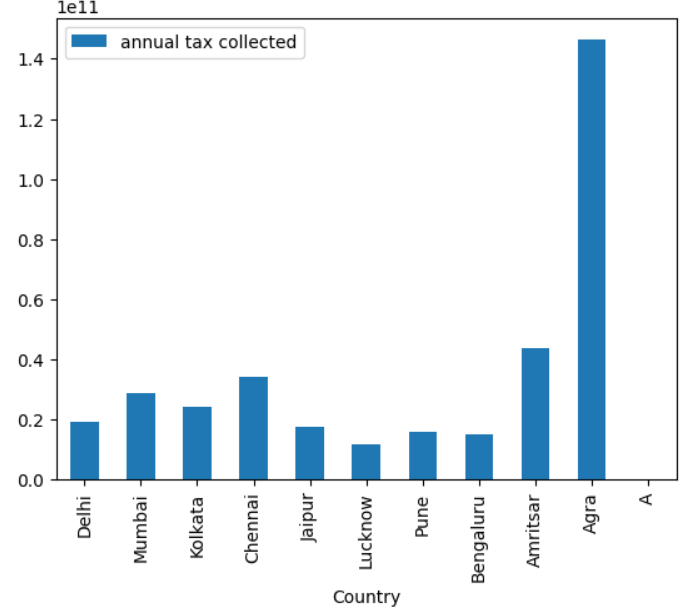 1e11
annual tax collected
1.4
1.2
1.0
0.8
0.6
0.4
0.2
0.0
Delhi
Mumbai
Kolkata
Chennai
Jaipur
Lucknow
Pune
Bengaluru
Amritsar
Agra
A
Country